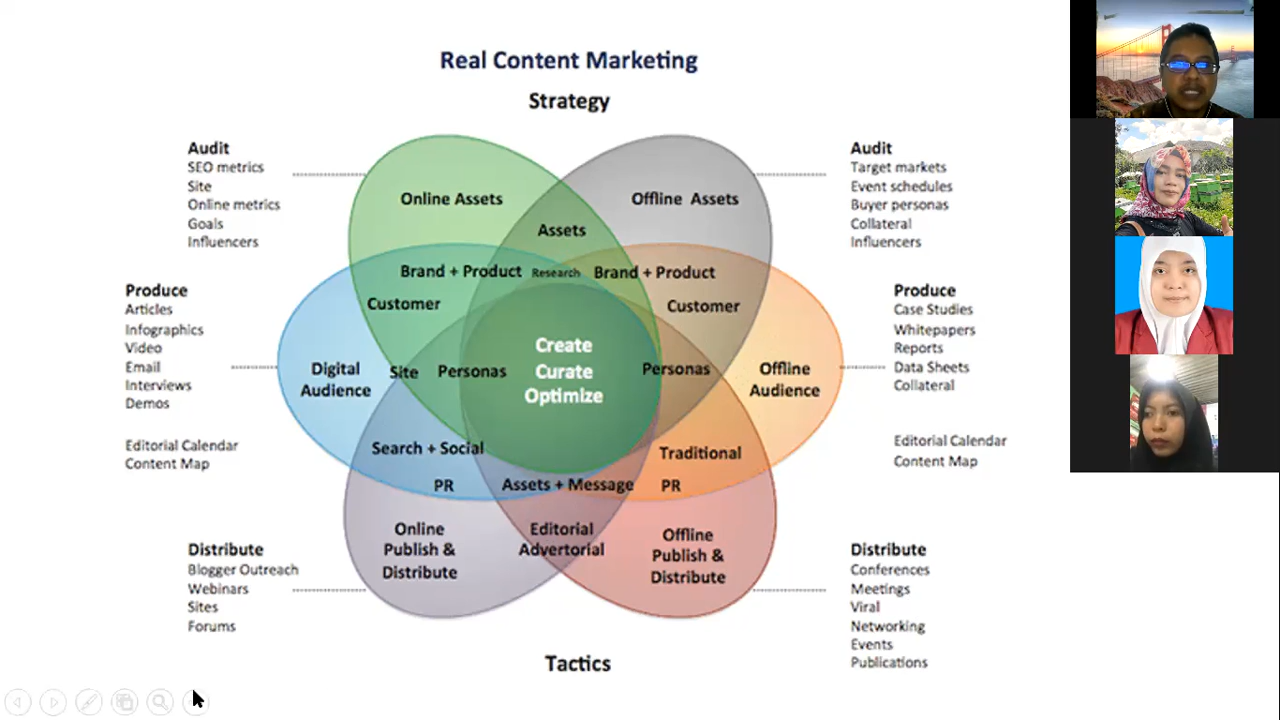 Real Content Marketing
Strategy
Audit
SEO metrics
Site
Online metrics
Goals
Influencers
Produce
Articles
Infographics
Video
Email
Interviews
Demos
Editorial Calendar
Content Map
Distribute
Blogger Outreach
Webinars
Sites
Forums
Online Assets
Offline Assets
Assets
Brand + Product
Research
Brand + Product
Customer
Customer
Create
Curate
Optimize
Digital
Audience
Site
Personas
Personas
Offline
Audience
Search + Social
Traditional
PR
Assets + Message
PR
Online
Publish &
Distribute
Editorial
Advertorial
Offline
Publish &
Distribute
Audit
Target markets
Event schedules
Buyer personas
Collateral
Influencers
Produce
Case Studies
Whitepapers
Reports
Data Sheets
Collateral
Editorial Calendar
Content Map
Distribute
Conferences
Meetings
Viral
Networking
Events
Publications
Tactics